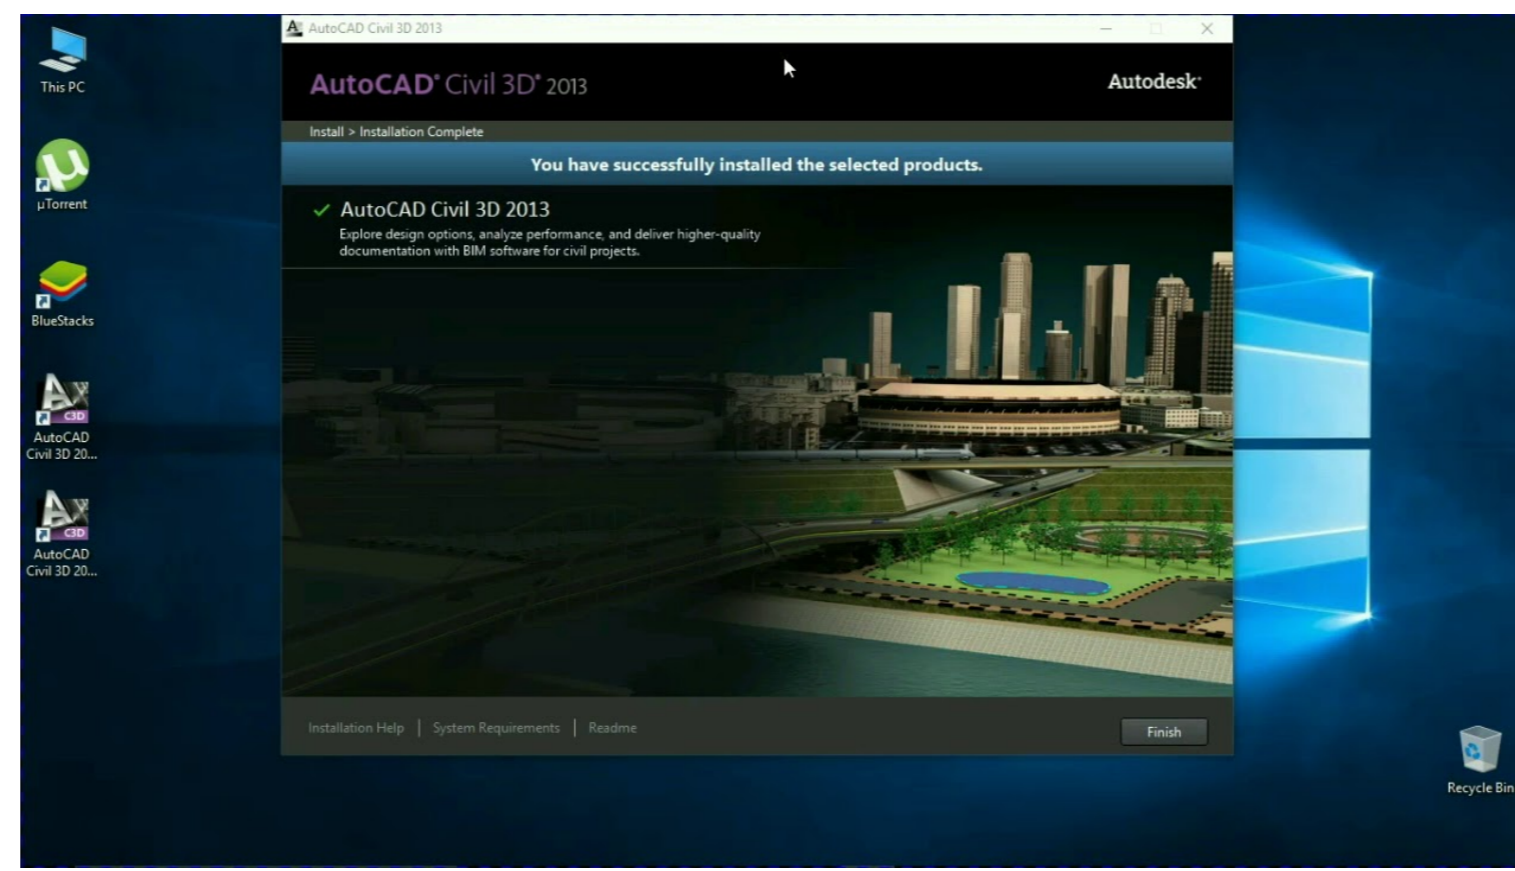 AutoCAD Civil 3D 2013
AutoCAD® Civil 3D® 2013
Autodesk®
Install > Installation Complete
You have successfully installed the selected products.
AutoCAD Civil 3D 2013
Explore design options, analyze performance, and deliver higher-quality
documentation with BIM software for civil projects.
Installation Help | System Requirements | Readme
Finish
This PC
µTorrent
BlueStacks
C3D
AutoCAD
Civil 3D 20...
C3D
AutoCAD
Civil 3D 20...
Recycle Bin